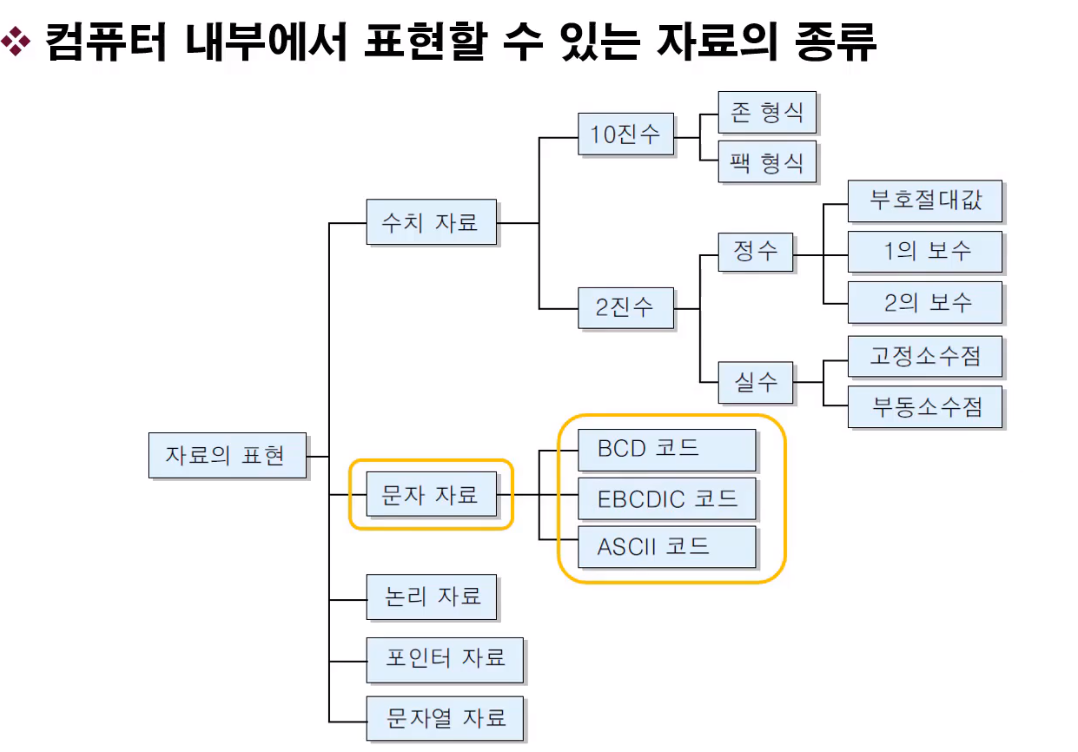 ❖ 컴퓨터 내부에서 표현할 수 있는 자료의 종류
자료의 표현
수치 자료
10진수
존 형식
팩 형식
2진수
정수
부호절대값
1의 보수
2의 보수
실수
고정소수점
부동소수점
문자 자료
BCD 코드
EBCDIC 코드
ASCII 코드
논리 자료
포인터 자료
문자열 자료